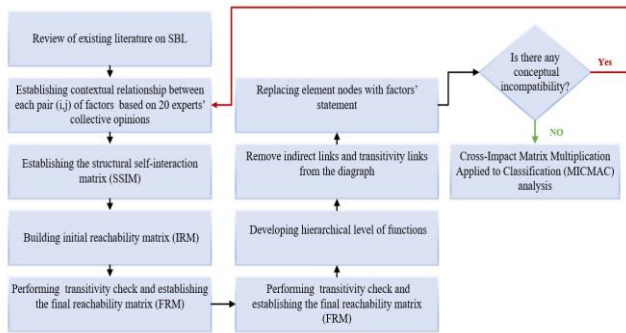 Review of existing literature on SBL
Establishing contextual relationship between
each pair (i,j) of factors based on 20 experts'
collective opinions
Establishing the structural self-interaction
matrix (SSIM)
Building initial reachability matrix (IRM)
Performing transitivity check and establishing
the final reachability matrix (FRM)
Performing transitivity check and
establishing the final reachability matrix
(FRM)
Developing hierarchical level of functions
Remove indirect links and transitivity links
from the diagraph
Replacing element nodes with factors'
statement
Is there any
conceptual
incompatibility?
Yes
NO
Cross-Impact Matrix Multiplication
Applied to Classification (MICMAC)
analysis